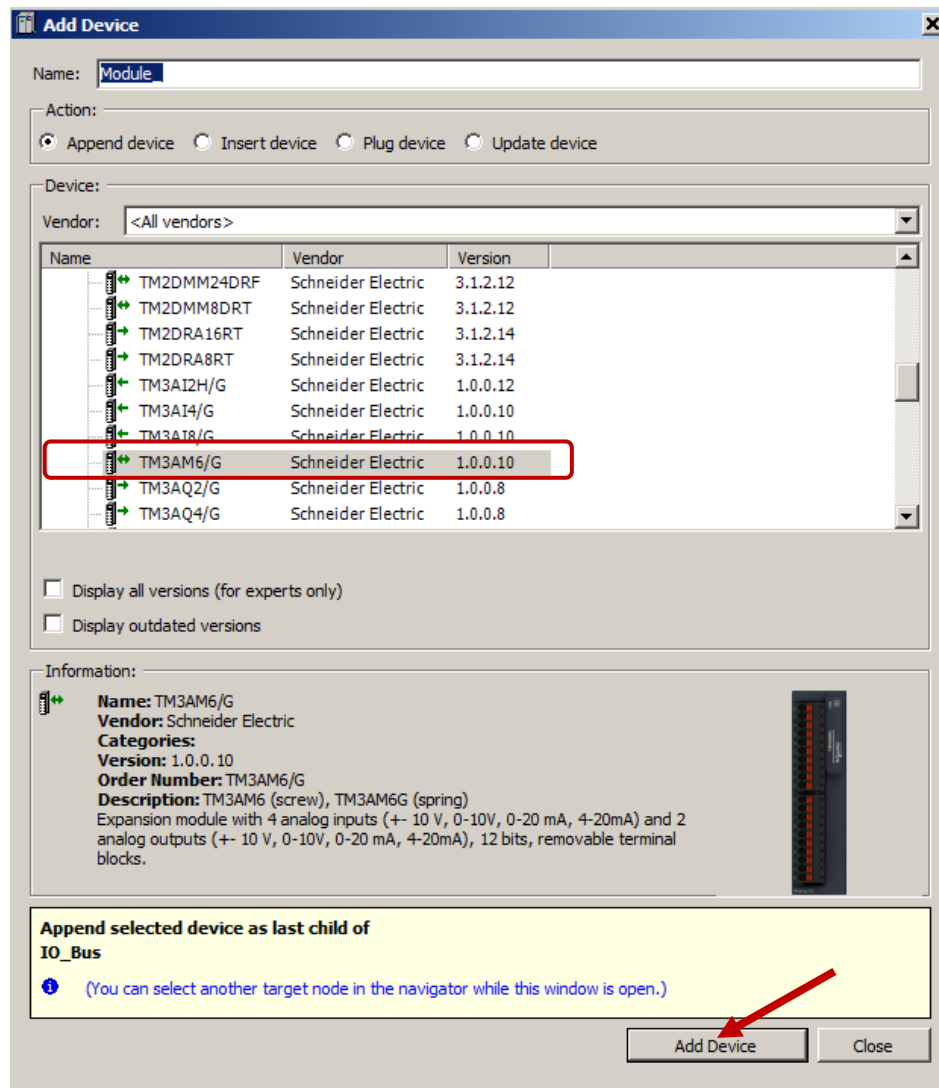 Add Device
Name: Module_
Action:
Append device Insert device Plug device Update device
Device:
Vendor: <All vendors>
Name Vendor Version
TM2DMM24DRF Schneider Electric 3.1.2.12
TM2DMM8DRT Schneider Electric 3.1.2.12
TM2DRA16RT Schneider Electric 3.1.2.14
TM2DRA8RT Schneider Electric 3.1.2.14
TM3AI2H/G Schneider Electric 1.0.0.12
TM3AI4/G Schneider Electric 1.0.0.10
TM3AI8/G Schneider Electric 1.0.0.10
TM3AM6/G Schneider Electric 1.0.0.10
TM3AQ2/G Schneider Electric 1.0.0.8
TM3AQ4/G Schneider Electric 1.0.0.8
Display all versions (for experts only)
Display outdated versions
Information:
Name: TM3AM6/G
Vendor: Schneider Electric
Categories:
Version: 1.0.0.10
Order Number: TM3AM6/G
Description: TM3AM6 (screw), TM3AM6G (spring)
Expansion module with 4 analog inputs (+- 10 V, 0-10V, 0-20 mA, 4-20mA) and 2
analog outputs (+- 10 V, 0-10V, 0-20 mA, 4-20mA), 12 bits, removable terminal
blocks.
Append selected device as last child of
IO_Bus
(You can select another target node in the navigator while this window is open.)
Add Device Close